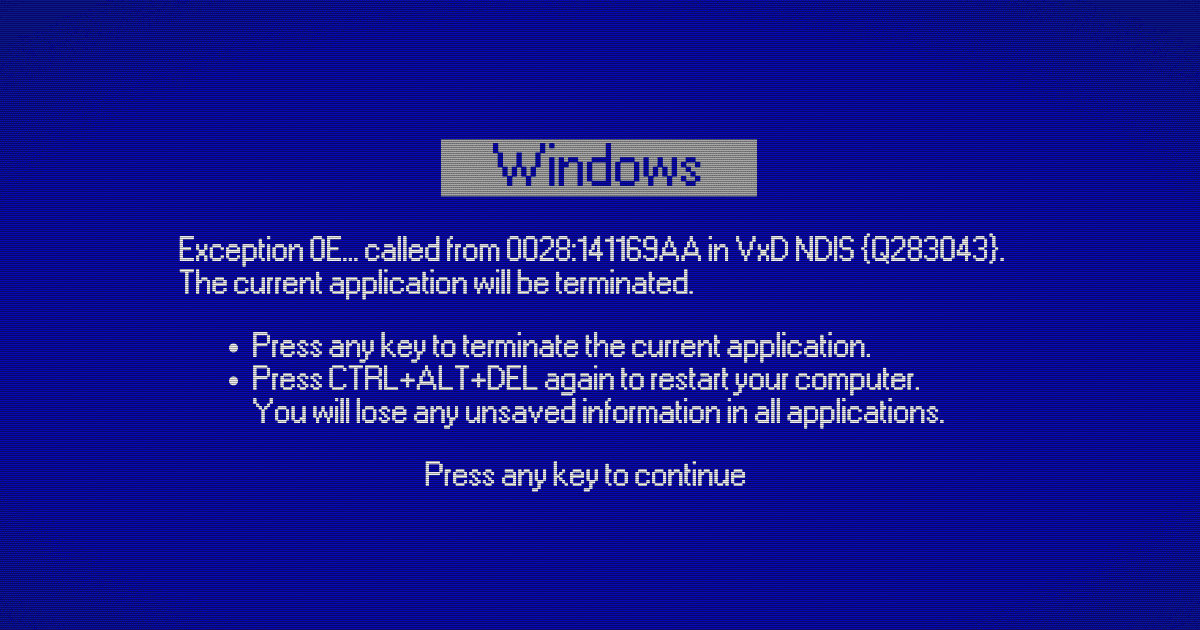 Windows
Exception 0E... called from 0028:141169AA in VxD NDIS {Q283043}.
The current application will be terminated.
• Press any key to terminate the current application.
• Press CTRL+ALT+DEL again to restart your computer.
You will lose any unsaved information in all applications.
Press any key to continue